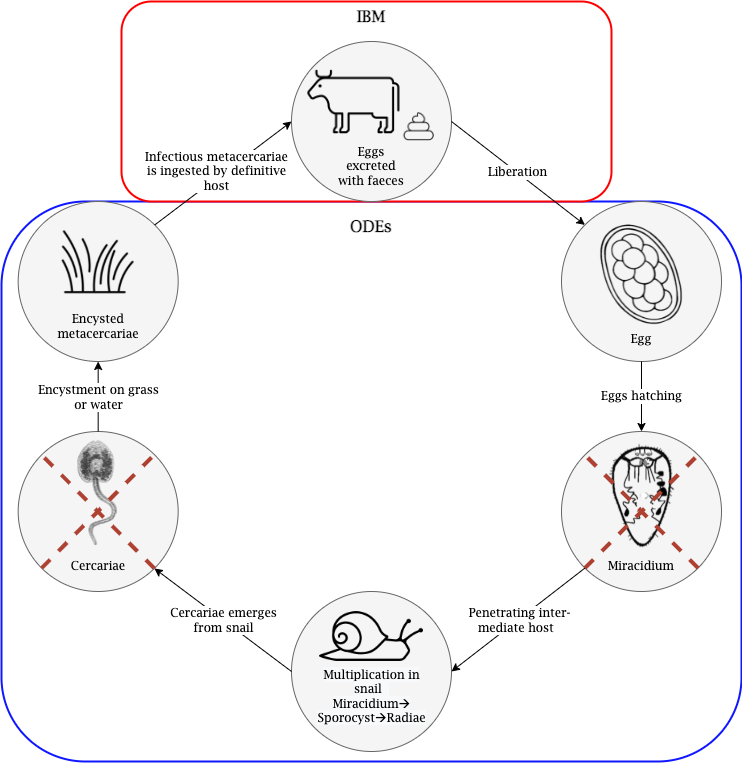 IBM
Eggs
excreted
with faeces
Infectious metacercariae
is ingested by definitive
host
Liberation
ODEs
Encysted
metacercariae
Egg
Encystment on grass
or water
Eggs hatching
Cercariae
Miracidium
Cercariae emerges
from snail
Penetrating inter-
mediate host
Multiplication in
snail
Miracidium→
Sporocyst→Radiae